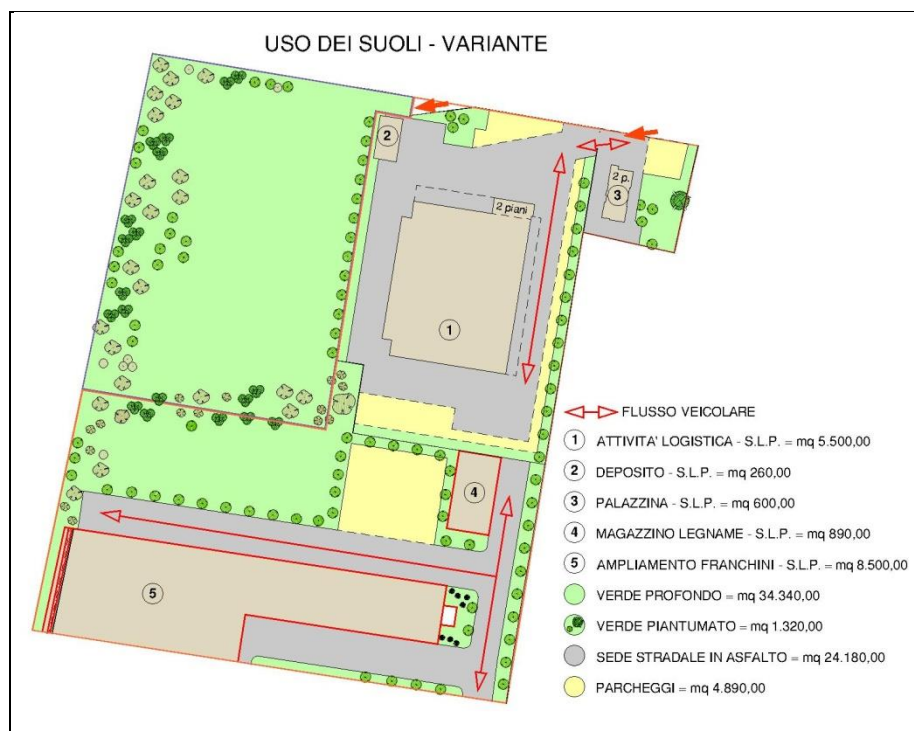 USO DEI SUOLI - VARIANTE
2
2 p.
3
2 piani
1
4
5
FLUSSO VEICOLARE
1 ATTIVITA' LOGISTICA - S.L.P. = mq 5.500,00
2 DEPOSITO - S.L.P. = mq 260,00
3 PALAZZINA - S.L.P. = mq 600,00
4 MAGAZZINO LEGNAME - S.L.P. = mq 890,00
5 AMPLIAMENTO FRANCHINI - S.L.P. = mq 8.500,00
VERDE PROFONDO = mq 34.340,00
VERDE PIANTUMATO = mq 1.320,00
SEDE STRADALE IN ASFALTO = mq 24.180,00
PARCHEGGI = mq 4.890,00